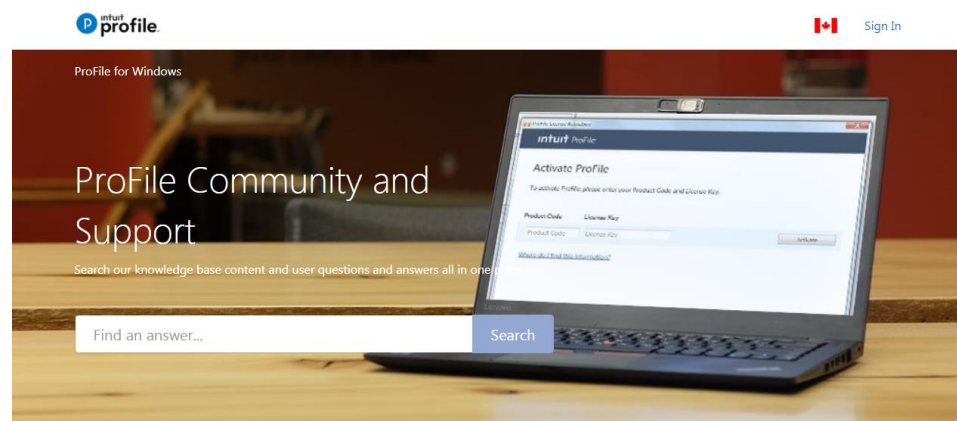 intuit
profile.
Sign In
ProFile for Windows
ProFile Community and
Support
Search our knowledge base content and user questions and answers all in one
Find an answer...
Search
ProFile License
intuit ProFile
Activate ProFile
To activate ProFile, please enter your Product Code and License Key.
Product Code License Key
Product Code License Key
Activate
Where do I find this information?